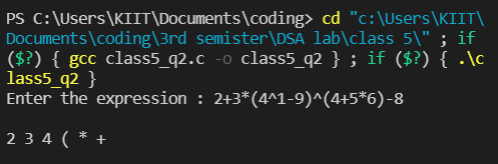 PS C:\Users\KIIT\Documents\coding> cd "c:\Users\KIIT\
Documents\coding\3rd semister\DSA lab\class 5\" ; if
($?) { gcc class5_q2.c -o class5_q2 } ; if ($?) { .\c
lass5_q2 }
Enter the expression : 2+3*(4^1-9)^(4+5*6)-8
2 3 4 ( * +